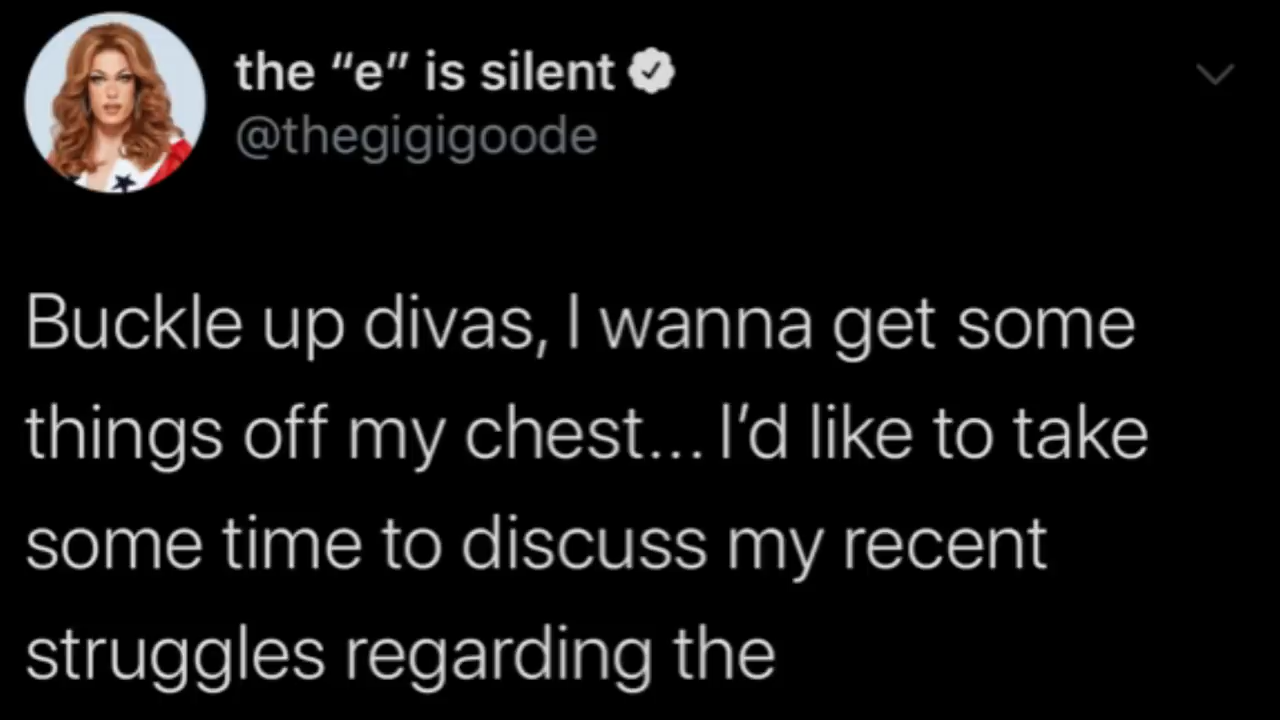 the “e” is silent
@thegigigoode
Buckle up divas, I wanna get some
things off my chest... I’d like to take
some time to discuss my recent
struggles regarding the